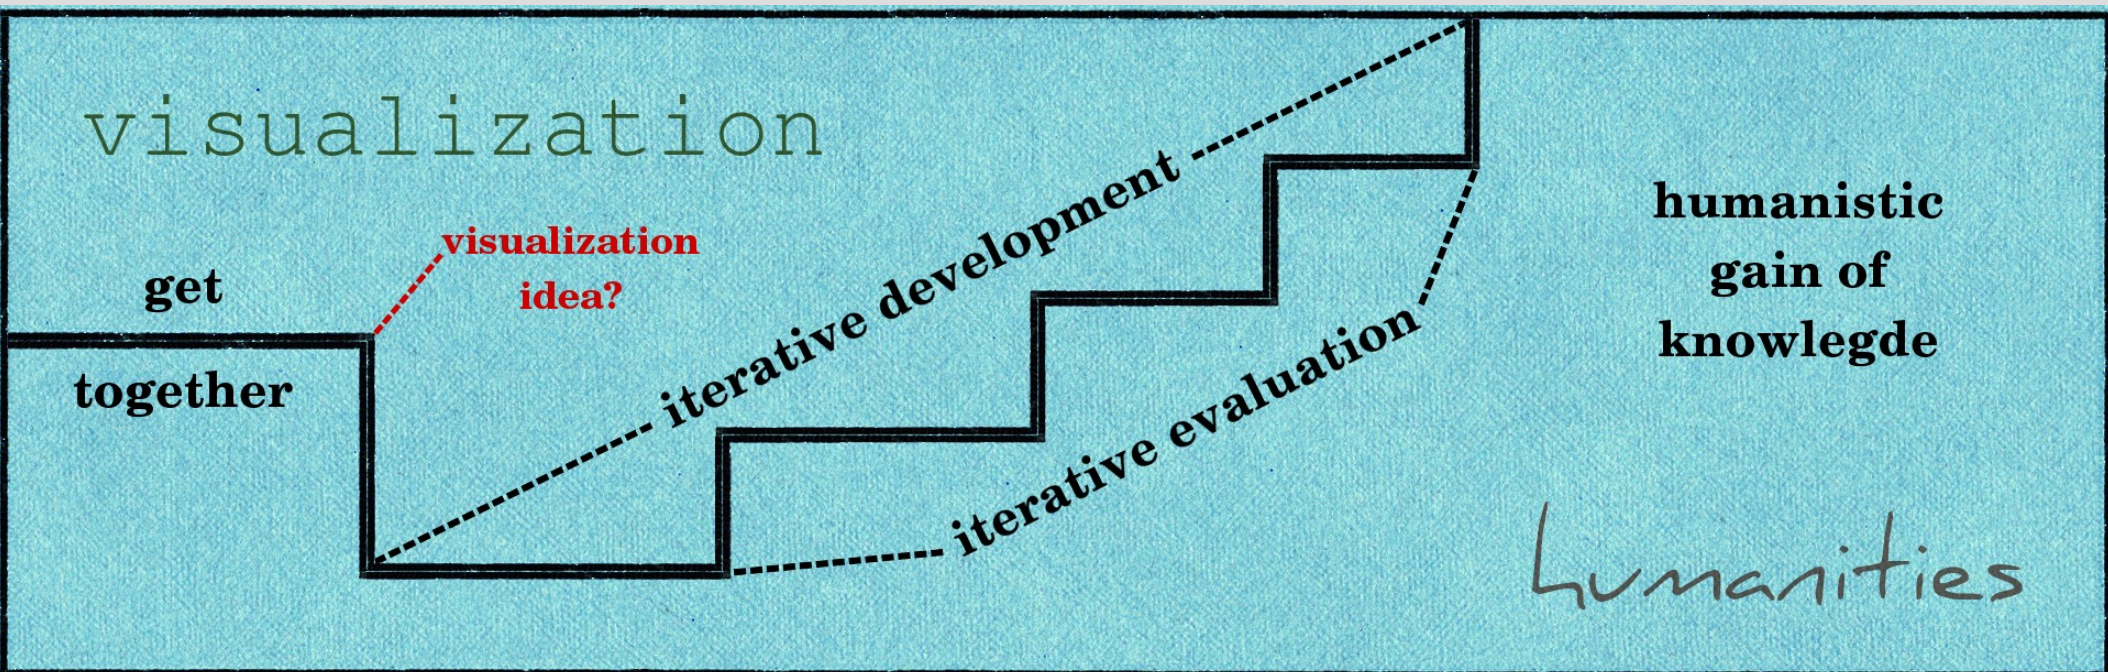 visualization
get
together
visualization
idea?
iterative development
iterative evaluation
humanistic
gain of
knowlegde
humanities